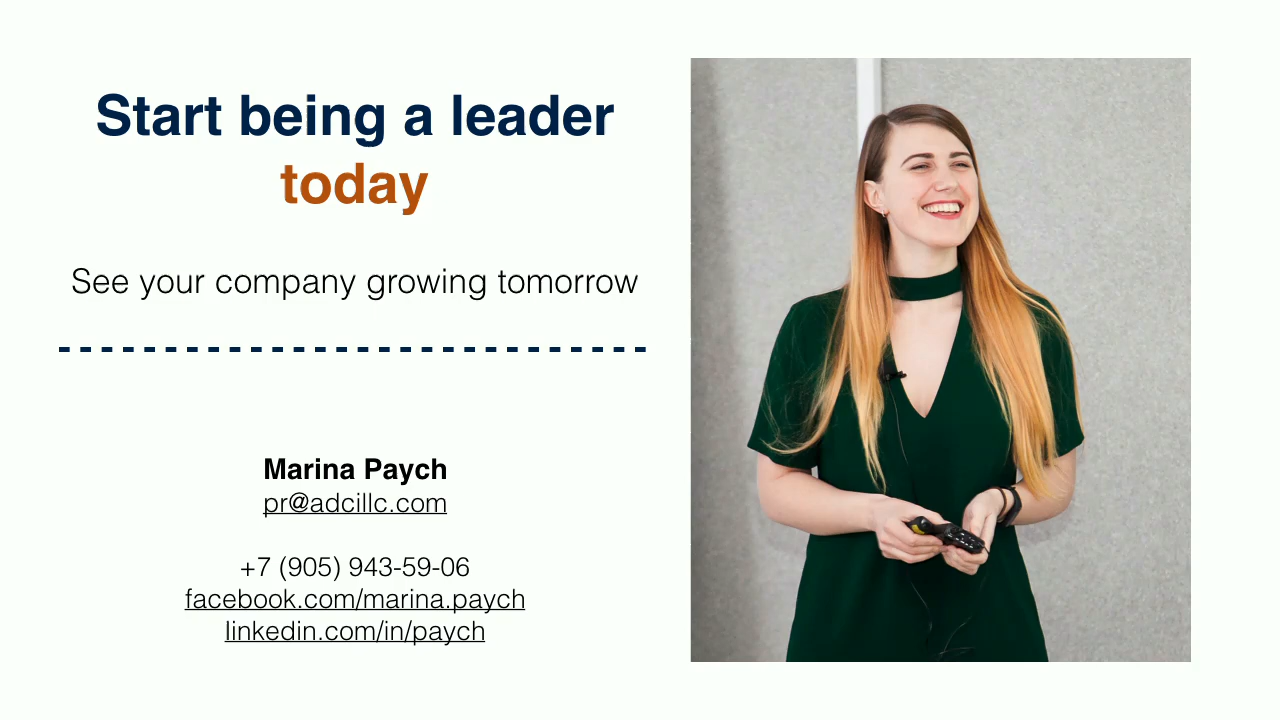 Start being a leader
today
See your company growing tomorrow
Marina Paych
pr@adcillc.com
+7 (905) 943-59-06
facebook.com/marina.paych
linkedin.com/in/paych